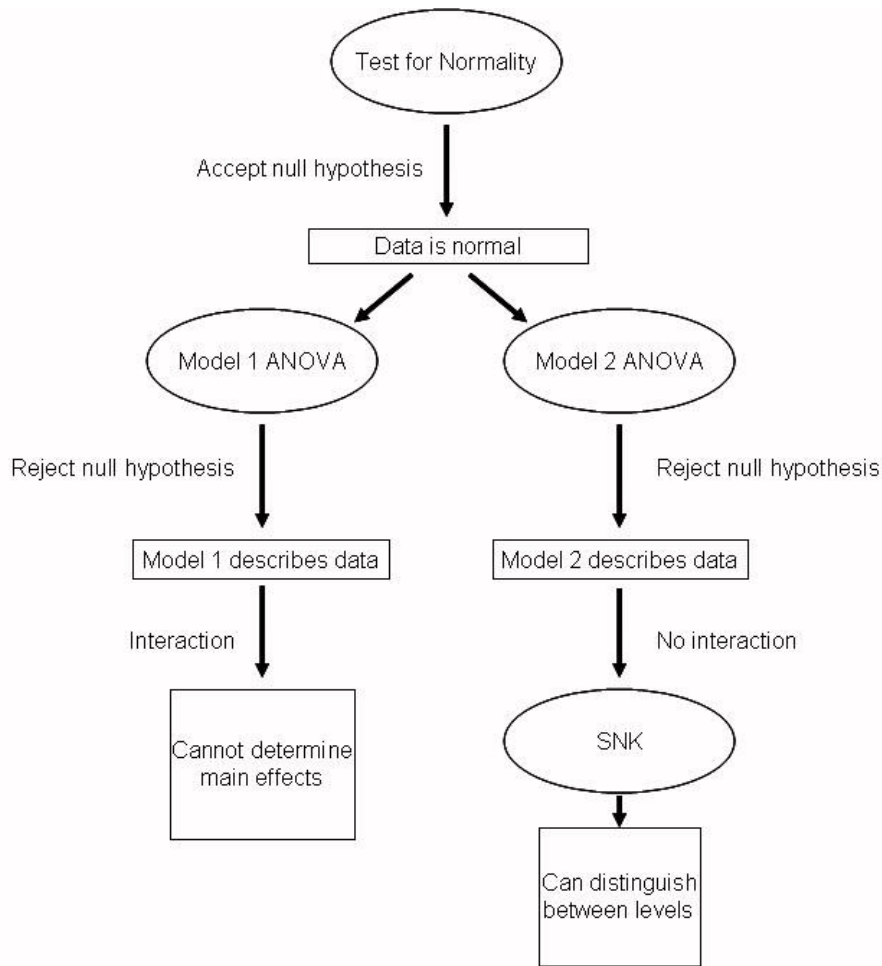 Test for Normality
Accept null hypothesis
Data is normal
Model 1 ANOVA
Model 2 ANOVA
Reject null hypothesis
Reject null hypothesis
Model 1 describes data
Model 2 describes data
Interaction
No interaction
Cannot determine
main effects
SNK
Can distinguish
between levels